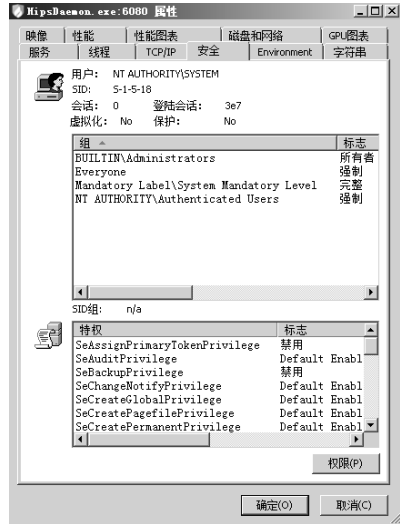 HipsDaemon.exe:6080 属性
映像 性能 性能图表 磁盘和网络 GPU图表
服务 线程 TCP/IP 安全 Environment 字符串
用户: NT AUTHORITY\SYSTEM
SID: S-1-5-18
会话: 0 登陆会话: 3e7
虚拟化: No 保护: No
组 标志
BUILTIN\Administrators 所有者
Everyone 强制
Mandatory Label\System Mandatory Level 完整
NT AUTHORITY\Authenticated Users 强制
SID组: n/a
特权 标志
SeAssignPrimaryTokenPrivilege 禁用
SeAuditPrivilege Default Enabl
SeBackupPrivilege 禁用
SeChangeNotifyPrivilege Default Enabl
SeCreateGlobalPrivilege Default Enabl
SeCreatePagefilePrivilege Default Enabl
SeCreatePermanentPrivilege Default Enabl
权限(P)
确定(O) 取消(C)